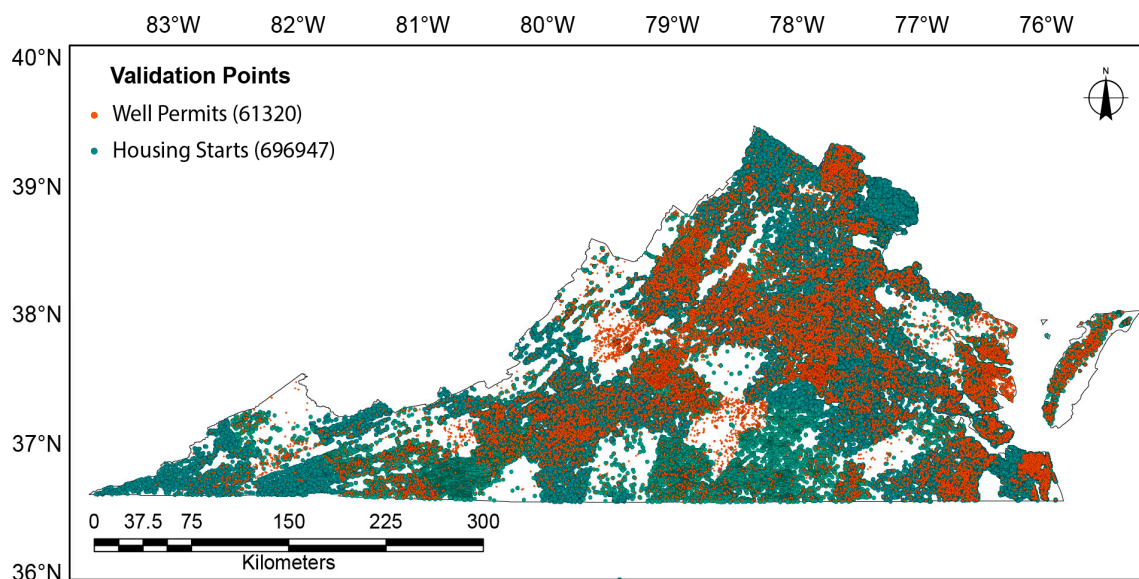 83°W 82°W 81°W 80°W 79°W 78°W 77°W 76°W
40°N
Validation Points
N
Well Permits (61320)
Housing Starts (696947)
39°N
38°N
37°N
0 37.5 75 150 225 300
Kilometers
36°N